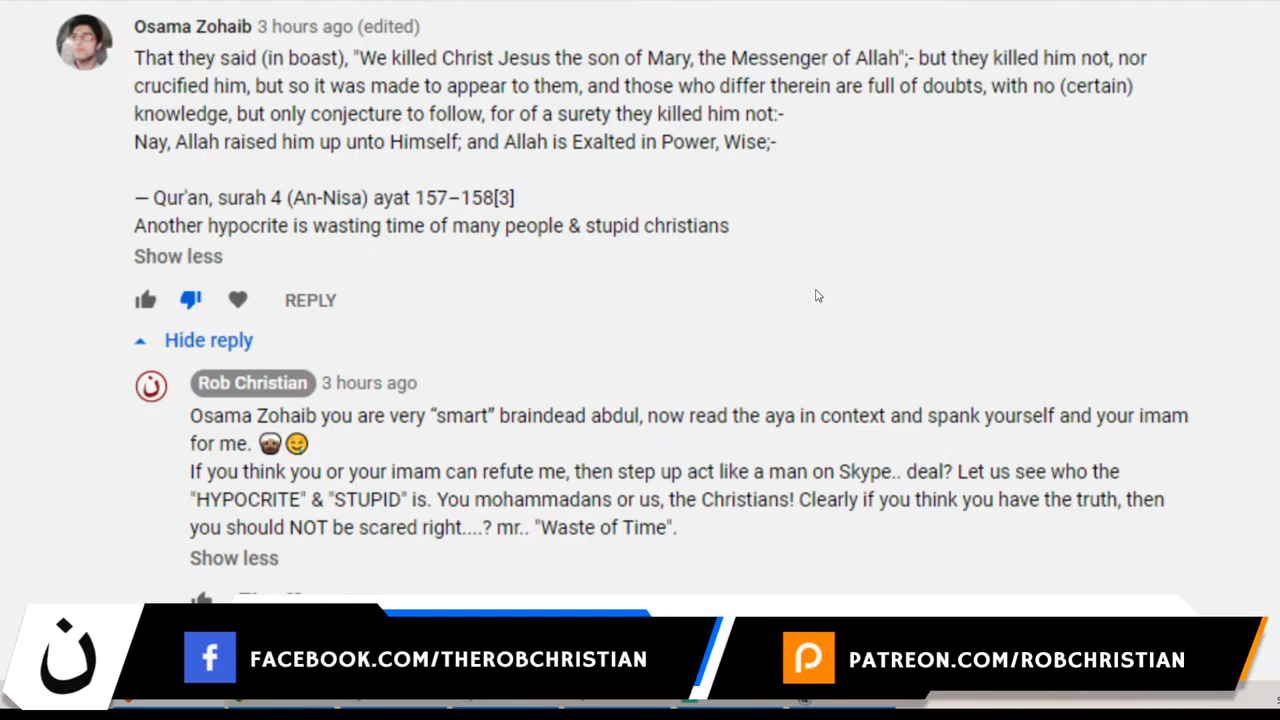 Osama Zohaib 3 hours ago (edited)
That they said (in boast), "We killed Christ Jesus the son of Mary, the Messenger of Allah";- but they killed him not, nor
crucified him, but so it was made to appear to them, and those who differ therein are full of doubts, with no (certain)
knowledge, but only conjecture to follow, for of a surety they killed him not:-
Nay, Allah raised him up unto Himself; and Allah is Exalted in Power, Wise;-
— Qur'an, surah 4 (An-Nisa) ayat 157–158[3]
Another hypocrite is wasting time of many people & stupid christians
Show less
REPLY
Hide reply
ن
Rob Christian 3 hours ago
Osama Zohaib you are very “smart” braindead abdul, now read the aya in context and spank yourself and your imam
for me.
If you think you or your imam can refute me, then step up act like a man on Skype.. deal? Let us see who the
"HYPOCRITE" & "STUPID" is. You mohammadans or us, the Christians! Clearly if you think you have the truth, then
you should NOT be scared right....? mr.. "Waste of Time".
Show less
ن
FACEBOOK.COM/THEROBCHRISTIAN
PATREON.COM/ROBCHRISTIAN